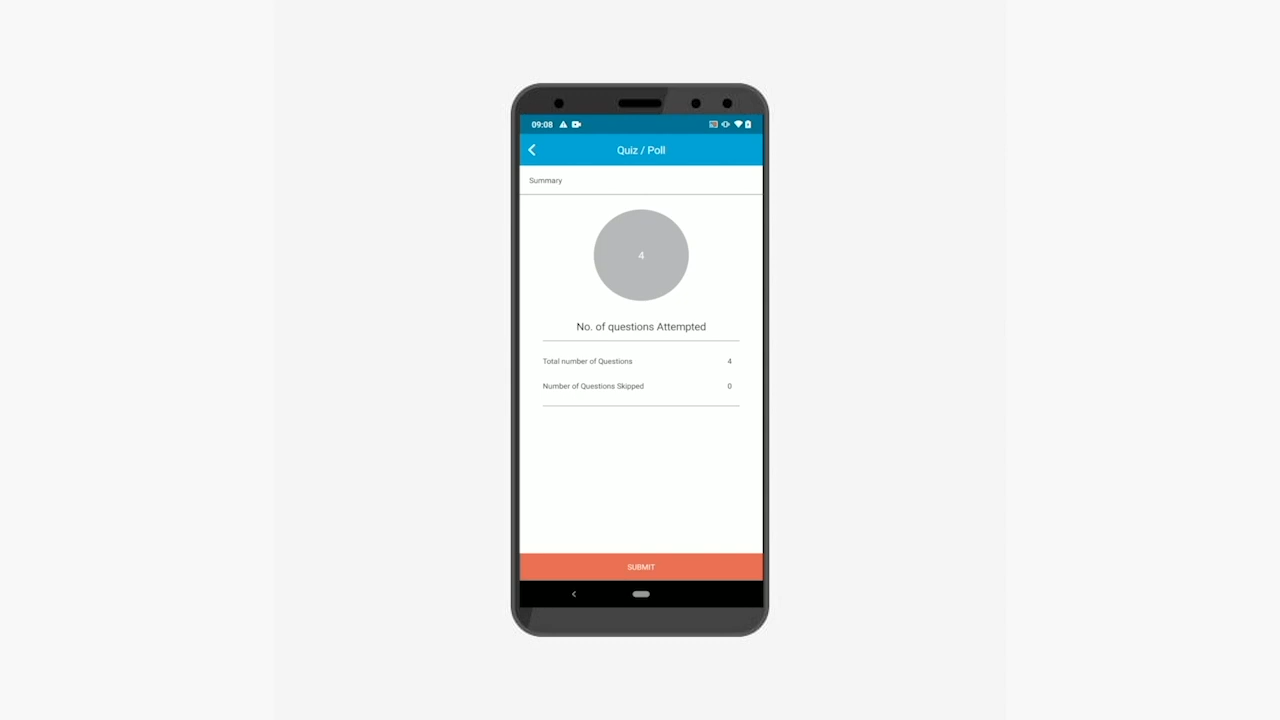 09:08
Quiz / Poll
Summary
4
No. of questions Attempted
Total number of Questions 4
Number of Questions Skipped 0
SUBMIT